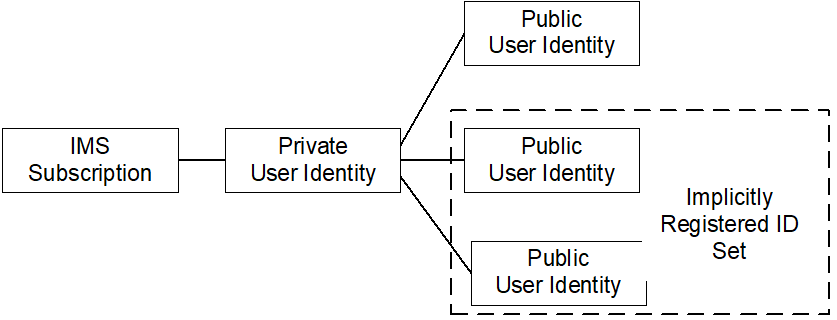 Public
User Identity
IMS
Subscription
Private
User Identity
Public
User Identity
Implicitly
Registered ID
Set
Public
User Identity